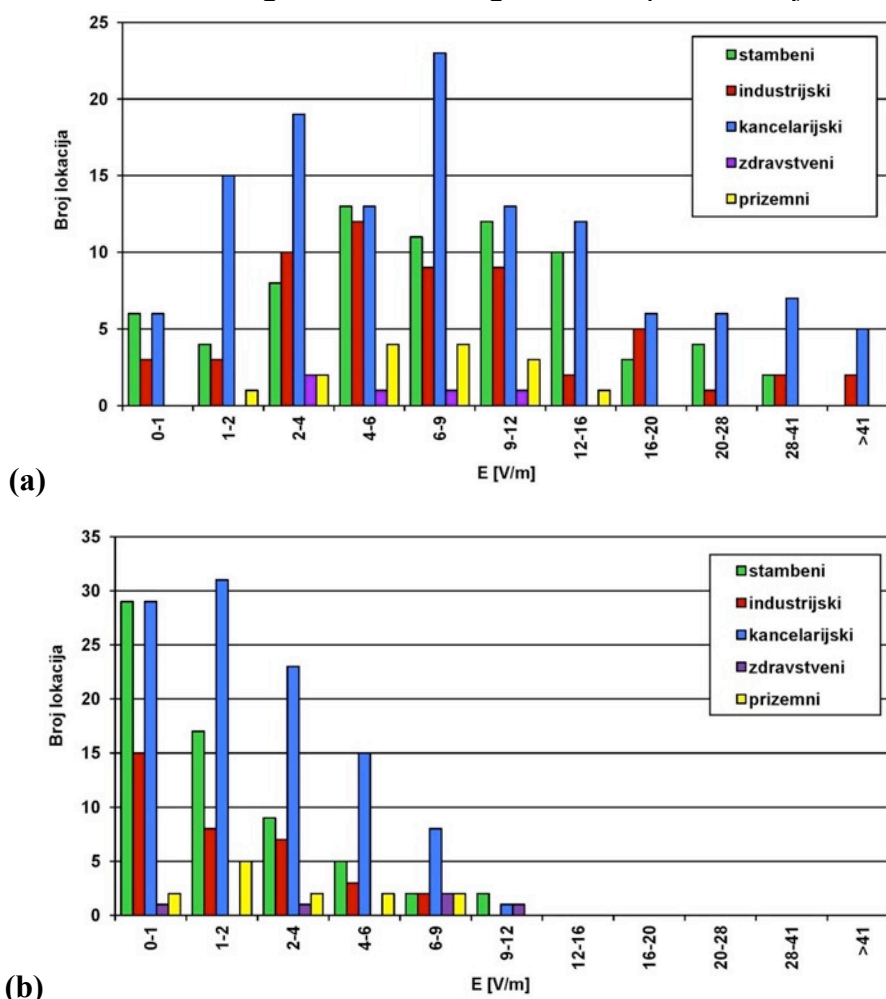 25
20
15
10
5
0
Broj lokacija
stambeni
industrijski
kancelarijski
zdravstveni
prizemni
0-1
1-2
2-4
4-6
6-9
9-12
12-16
16-20
20-28
28-41
>41
E [V/m]
(a)
35
30
25
20
15
10
5
0
Broj lokacija
stambeni
industrijski
kancelarijski
zdravstveni
prizemni
0-1
1-2
2-4
4-6
6-9
9-12
12-16
16-20
20-28
28-41
>41
E [V/m]
(b)